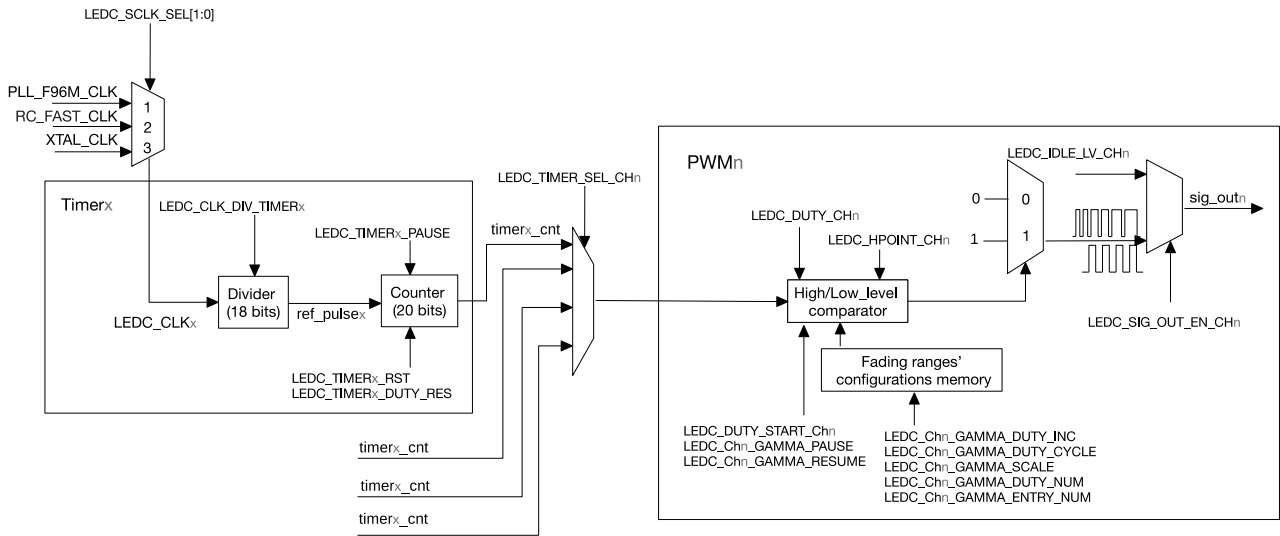 LEDC_SCLK_SEL[1:0]
PLL_F96M_CLK
RC_FAST_CLK
XTAL_CLK
1
2
3
Timerx
LEDC_CLK_DIV_TIMERx
LEDC_TIMERx_PAUSE
Divider
(18 bits)
Counter
(20 bits)
LEDC_CLKx
ref_pulsex
LEDC_TIMERx_RST
LEDC_TIMERx_DUTY_RES
LEDC_TIMER_SEL_CHn
timerx_cnt
timerx_cnt
timerx_cnt
timerx_cnt
PWMn
LEDC_DUTY_CHn
LEDC_HPOINT_CHn
High/Low_level
comparator
Fading ranges'
configurations memory
LEDC_DUTY_START_Chn
LEDC_Chn_GAMMA_PAUSE
LEDC_Chn_GAMMA_RESUME
LEDC_Chn_GAMMA_DUTY_INC
LEDC_Chn_GAMMA_DUTY_CYCLE
LEDC_Chn_GAMMA_SCALE
LEDC_Chn_GAMMA_DUTY_NUM
LEDC_Chn_GAMMA_ENTRY_NUM
0
0
1
1
LEDC_IDLE_LV_CHn
sig_outn
LEDC_SIG_OUT_EN_CHn